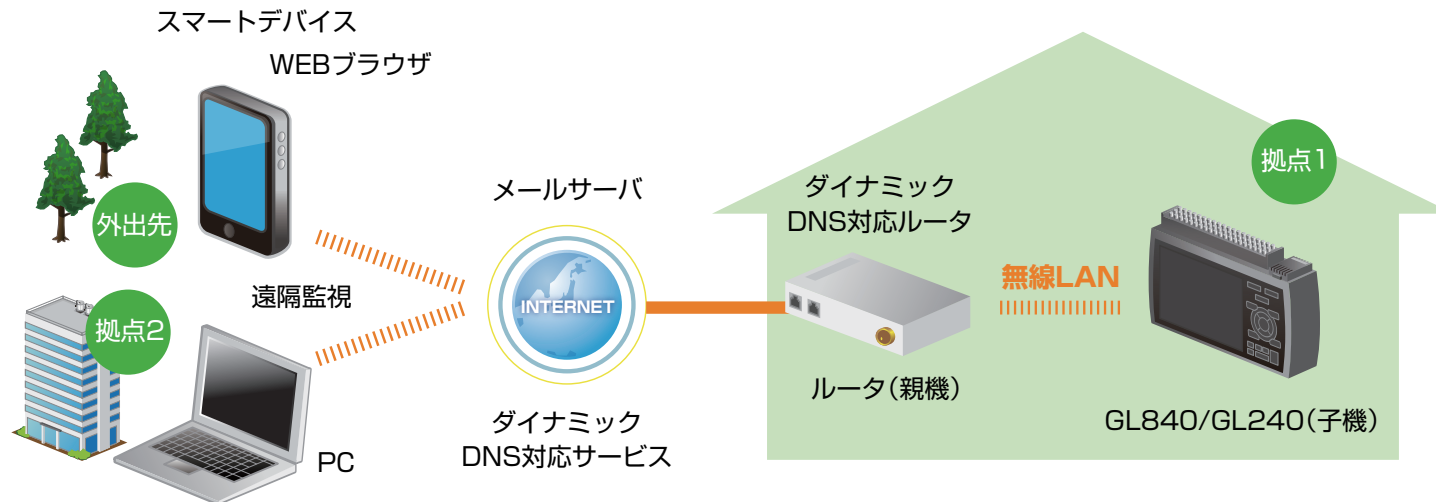 スマートデバイス
WEBブラウザ
外出先
遠隔監視
拠点2
PC
メールサーバ
INTERNET
ダイナミック
DNS対応サービス
ダイナミック
DNS対応ルータ
ルータ(親機)
無線LAN
拠点1
GL840/GL240(子機)